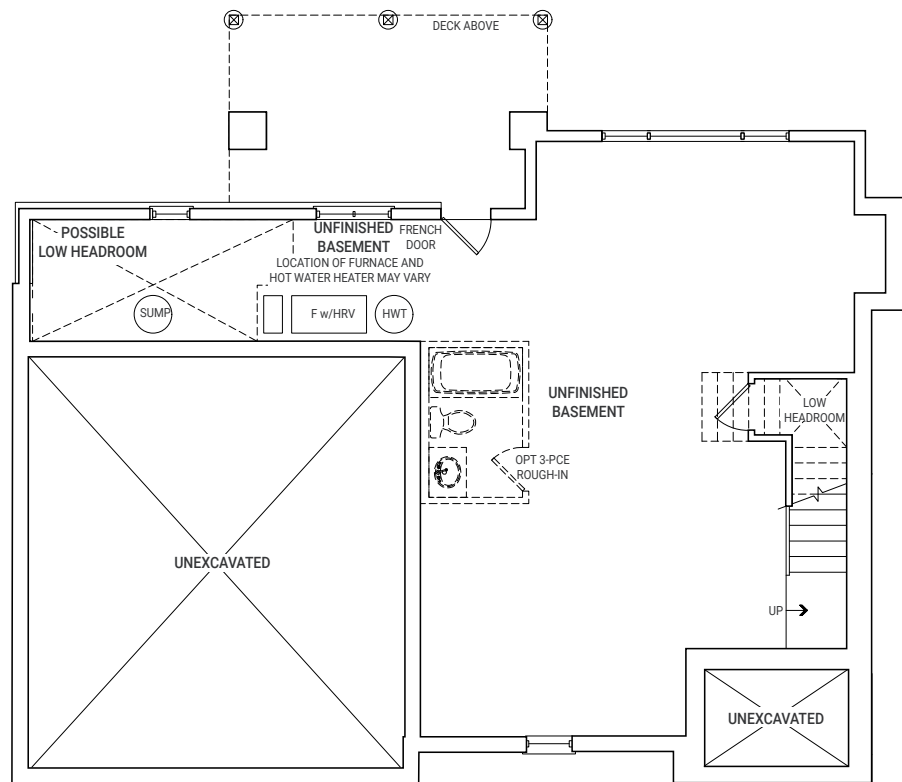 DECK ABOVE
POSSIBLE
LOW HEADROOM
UNFINISHED
BASEMENT
FRENCH
DOOR
LOCATION OF FURNACE AND
HOT WATER HEATER MAY VARY
SUMP
F w/HRV
HWT
UNFINISHED
BASEMENT
LOW
HEADROOM
OPT 3-PCE
ROUGH-IN
UNEXCAVATED
UP
UNEXCAVATED